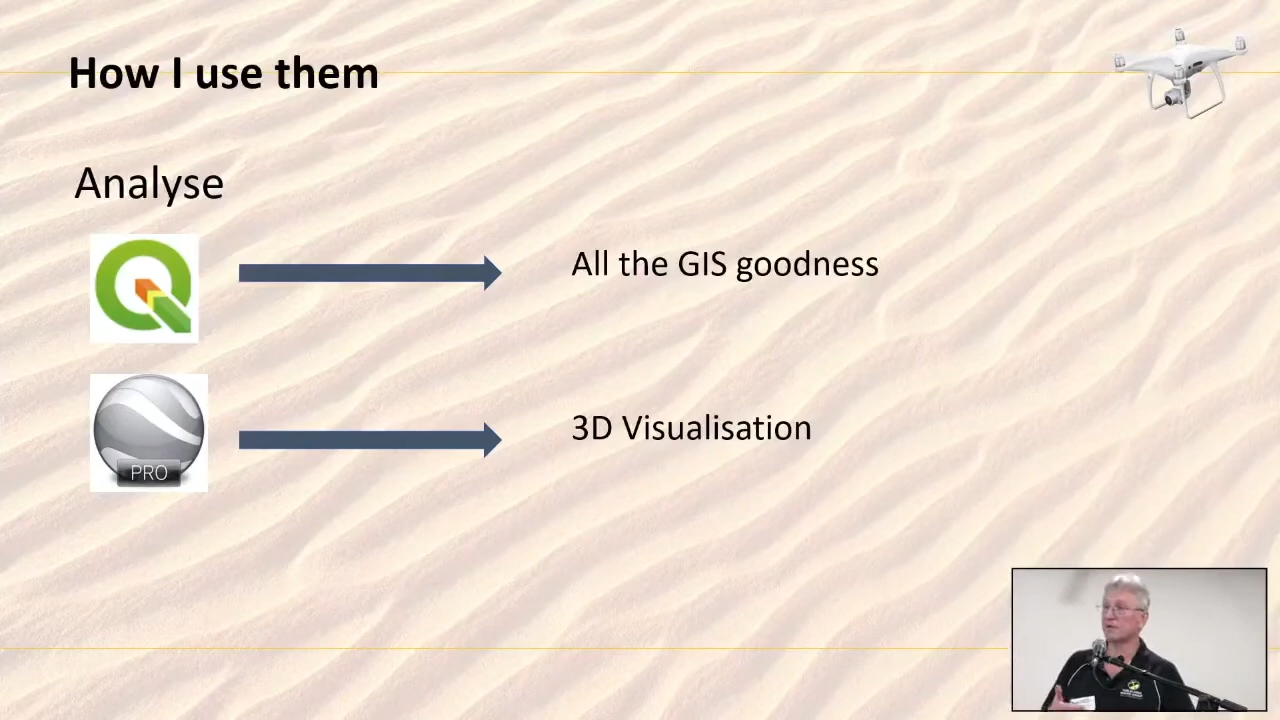 How I use them
Analyse
All the GIS goodness
PRO
3D Visualisation